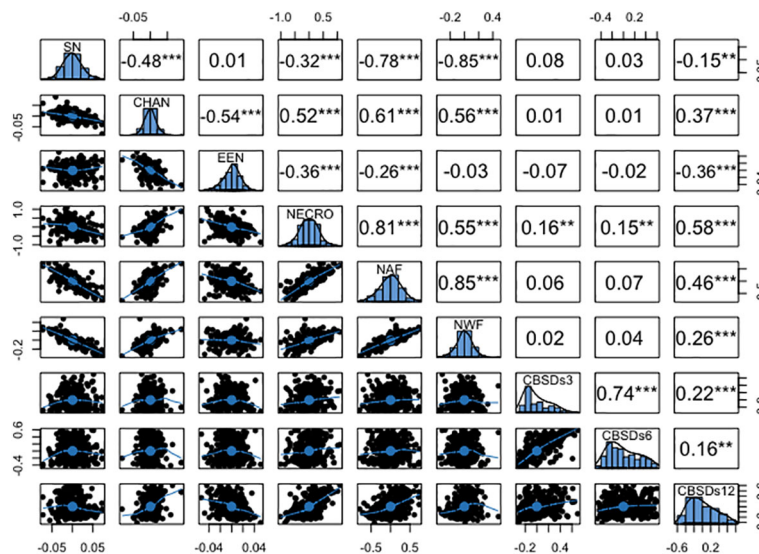 -0.05 -1.0 0.5 -0.2 0.4 -0.4 0.2
SN -0.48*** 0.01 -0.32*** -0.78*** -0.85*** 0.08 0.03 -0.15**
CHAN -0.54*** 0.52*** 0.61*** 0.56*** 0.01 0.01 0.37***
-0.05
EEN -0.36*** -0.26*** -0.03 -0.07 -0.02 -0.36***
1.0 NECRO 0.81*** 0.55*** 0.16** 0.15** 0.58***
-1.0
NAF 0.85*** 0.06 0.07 0.46***
NWF 0.02 0.04 0.26***
-0.2
CBSDs3 0.74*** 0.22***
0.6 CBSDs6 0.16**
-0.4
CBSDs12
-0.05 0.05 -0.04 0.04 -0.5 0.5 -0.2 0.4 -0.6 0.2